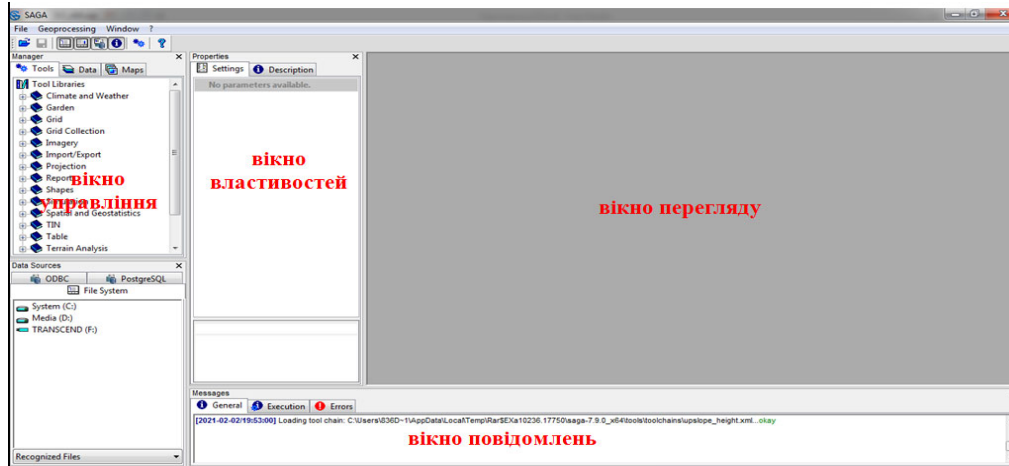 SAGA
File Geoprocessing Window ?
Manager
Tools Data Maps
Tool Libraries
Climate and Weather
Garden
Grid
Grid Collection
Imagery
Import/Export
Projection
Reports
Shapes
Spatial and Geostatistics
TIN
Table
Terrain Analysis
вікно
управління
Data Sources
ODBC PostgreSQL
File System
System (C:)
Media (D:)
TRANSCEND (F:)
Recognized Files
Properties
Settings Description
No parameters available.
вікно
властивостей
вікно перегляду
Messages
General Execution Errors
[2021-02-02/19:53:00] Loading tool chain: C:\Users\836D~1\AppData\Local\Temp\Rar$EXa10236.17750\saga-7.9.0_x64\tools\toolchains\upslope_height.xml...okay
вікно повідомлень